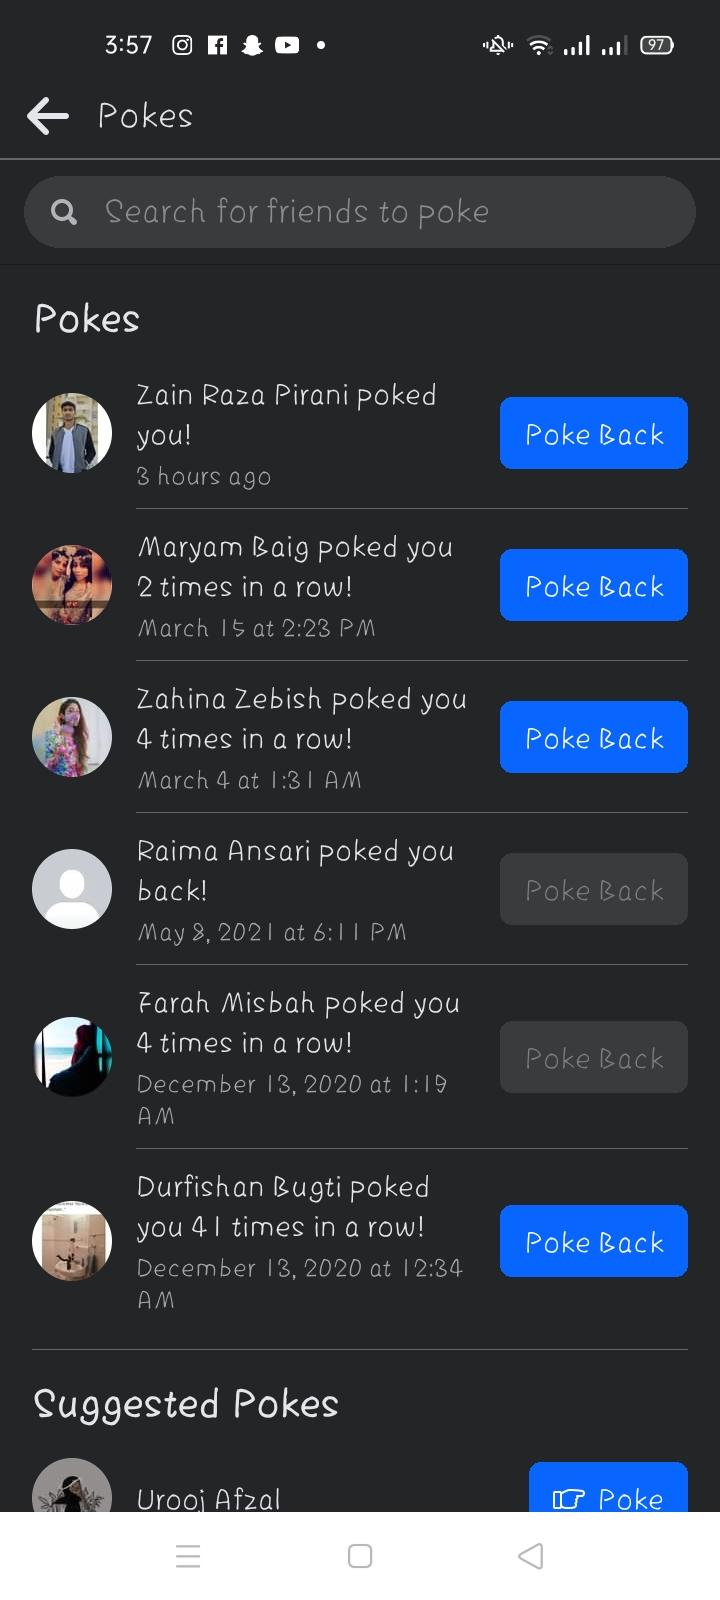 3:57
97
Pokes
Search for friends to poke
Pokes
Zain Raza Pirani poked
you!
3 hours ago
Poke Back
Maryam Baig poked you
2 times in a row!
March 15 at 2:23 PM
Poke Back
Zahina Zebish poked you
4 times in a row!
March 4 at 1:31 AM
Poke Back
Raima Ansari poked you
back!
May 8, 2021 at 6:11 PM
Poke Back
Farah Misbah poked you
4 times in a row!
December 13, 2020 at 1:19
AM
Poke Back
Durfishan Bugti poked
you 41 times in a row!
December 13, 2020 at 12:34
AM
Poke Back
Suggested Pokes
Urooj Afzal
Poke